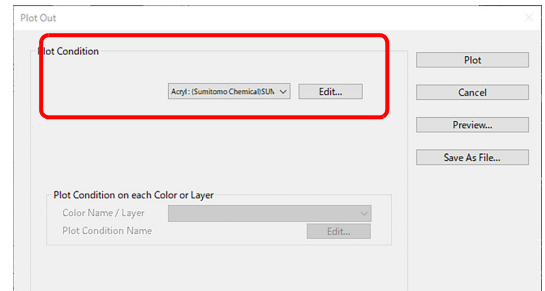 Plot Out
Plot Condition
Acryl : (Sumitomo Chemical)
Edit...
Plot
Cancel
Preview...
Save As File...
Plot Condition on each Color or Layer
Color Name / Layer
Plot Condition Name
Edit...